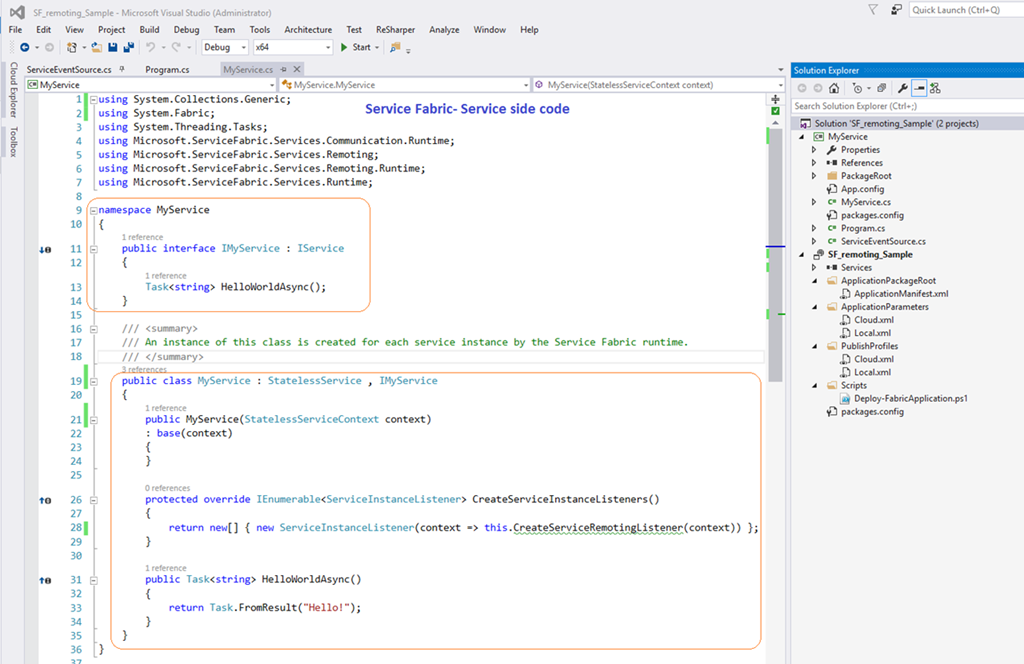 SF_remoting_Sample - Microsoft Visual Studio (Administrator)
Quick Launch (Ctrl+Q)
File Edit View Project Build Debug Team Tools Architecture Test ReSharper Analyze Window Help
Debug x64 Start
Cloud Explorer
Toolbox
ServiceEventSource.cs Program.cs MyService.cs
MyService MyService.MyService MyService(StatelessServiceContext context)
Service Fabric- Service side code
1 using System.Collections.Generic;
2 using System.Fabric;
3 using System.Threading.Tasks;
4 using Microsoft.ServiceFabric.Services.Communication.Runtime;
5 using Microsoft.ServiceFabric.Services.Remoting;
6 using Microsoft.ServiceFabric.Services.Remoting.Runtime;
7 using Microsoft.ServiceFabric.Services.Runtime;
8
9 namespace MyService
10 {
1 reference
11 public interface IMyService : IService
12 {
1 reference
13 Task<string> HelloWorldAsync();
14 }
15
16 /// <summary>
17 /// An instance of this class is created for each service instance by the Service Fabric runtime.
18 /// </summary>
3 references
19 public class MyService : StatelessService , IMyService
20 {
1 reference
21 public MyService(StatelessServiceContext context)
22 : base(context)
23 {
24 }
25
0 references
26 protected override IEnumerable<ServiceInstanceListener> CreateServiceInstanceListeners()
27 {
28 return new[] { new ServiceInstanceListener(context => this.CreateServiceRemotingListener(context)) };
29 }
30
1 reference
31 public Task<string> HelloWorldAsync()
32 {
33 return Task.FromResult("Hello!");
34 }
35 }
36 }
37
Solution Explorer
Search Solution Explorer (Ctrl+;)
Solution 'SF_remoting_Sample' (2 projects)
MyService
Properties
References
PackageRoot
App.config
MyService.cs
packages.config
Program.cs
ServiceEventSource.cs
SF_remoting_Sample
Services
ApplicationPackageRoot
ApplicationManifest.xml
ApplicationParameters
Cloud.xml
Local.xml
PublishProfiles
Cloud.xml
Local.xml
Scripts
Deploy-FabricApplication.ps1
packages.config